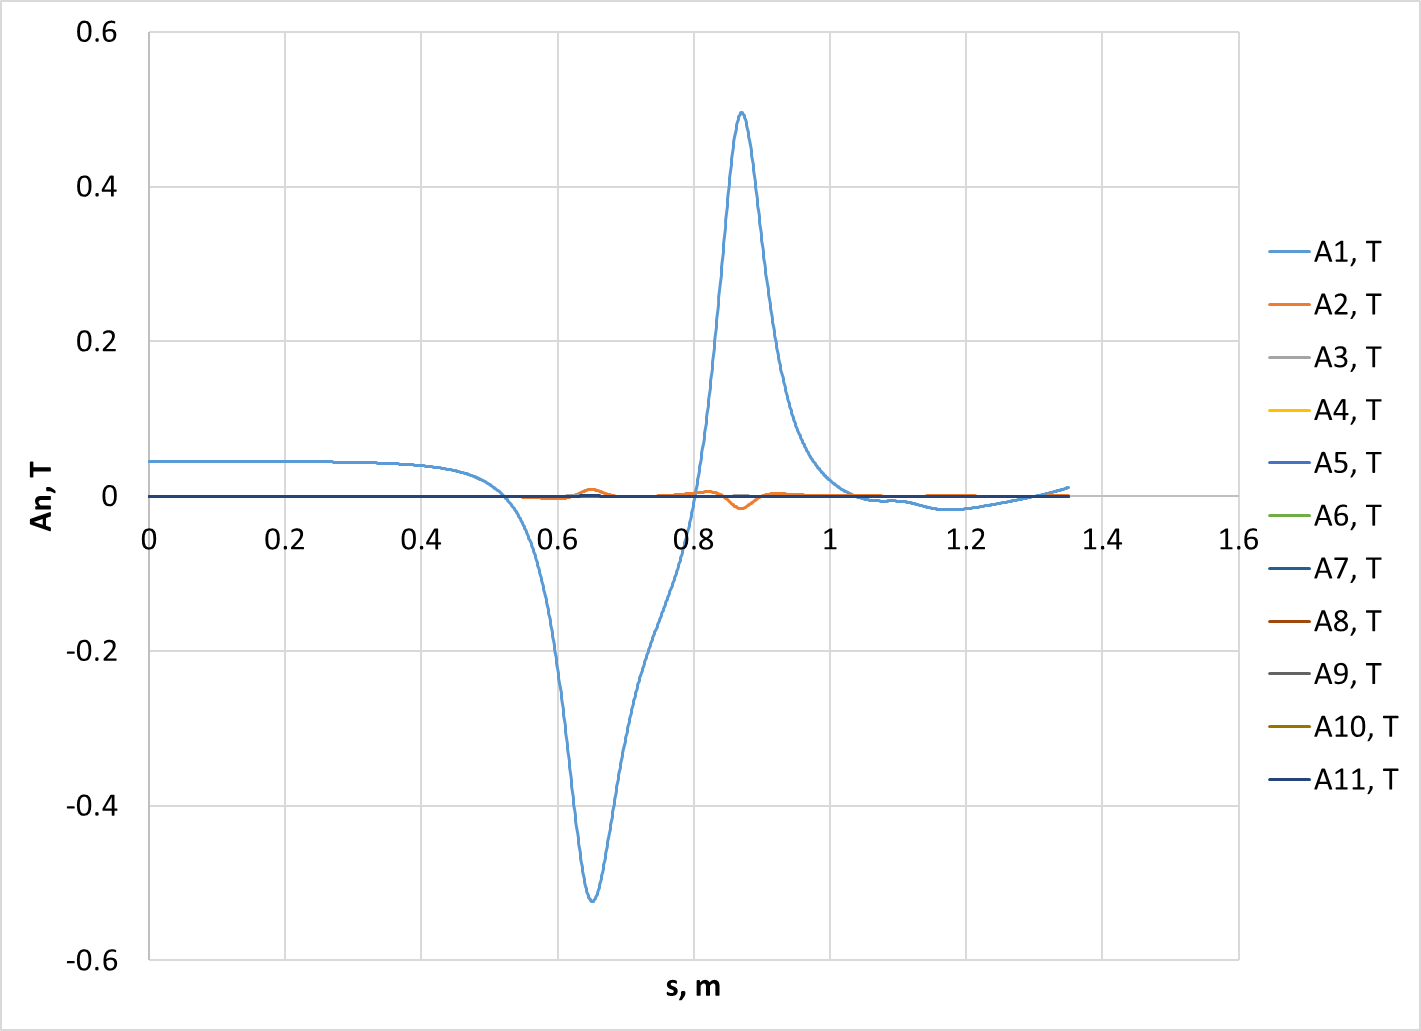 0.6
0.4
0.2
0
-0.2
-0.4
-0.6
An, T
0 0.2 0.4 0.6 0.8 1 1.2 1.4 1.6
s, m
A1, T
A2, T
A3, T
A4, T
A5, T
A6, T
A7, T
A8, T
A9, T
A10, T
A11, T